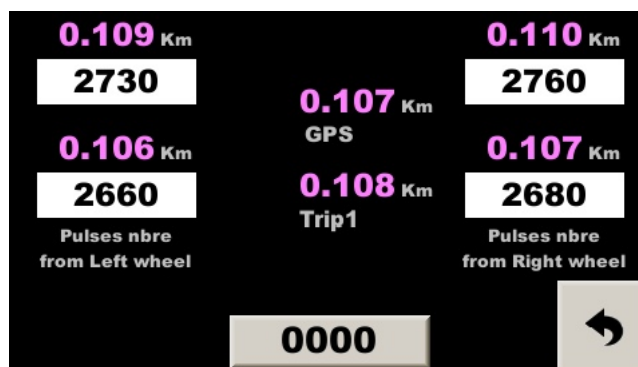 0.109 Km
2730
0.106 Km
2660
Pulses nbre
from Left wheel
0.107 Km
GPS
0.108 Km
Trip1
0.110 Km
2760
0.107 Km
2680
Pulses nbre
from Right wheel
0000